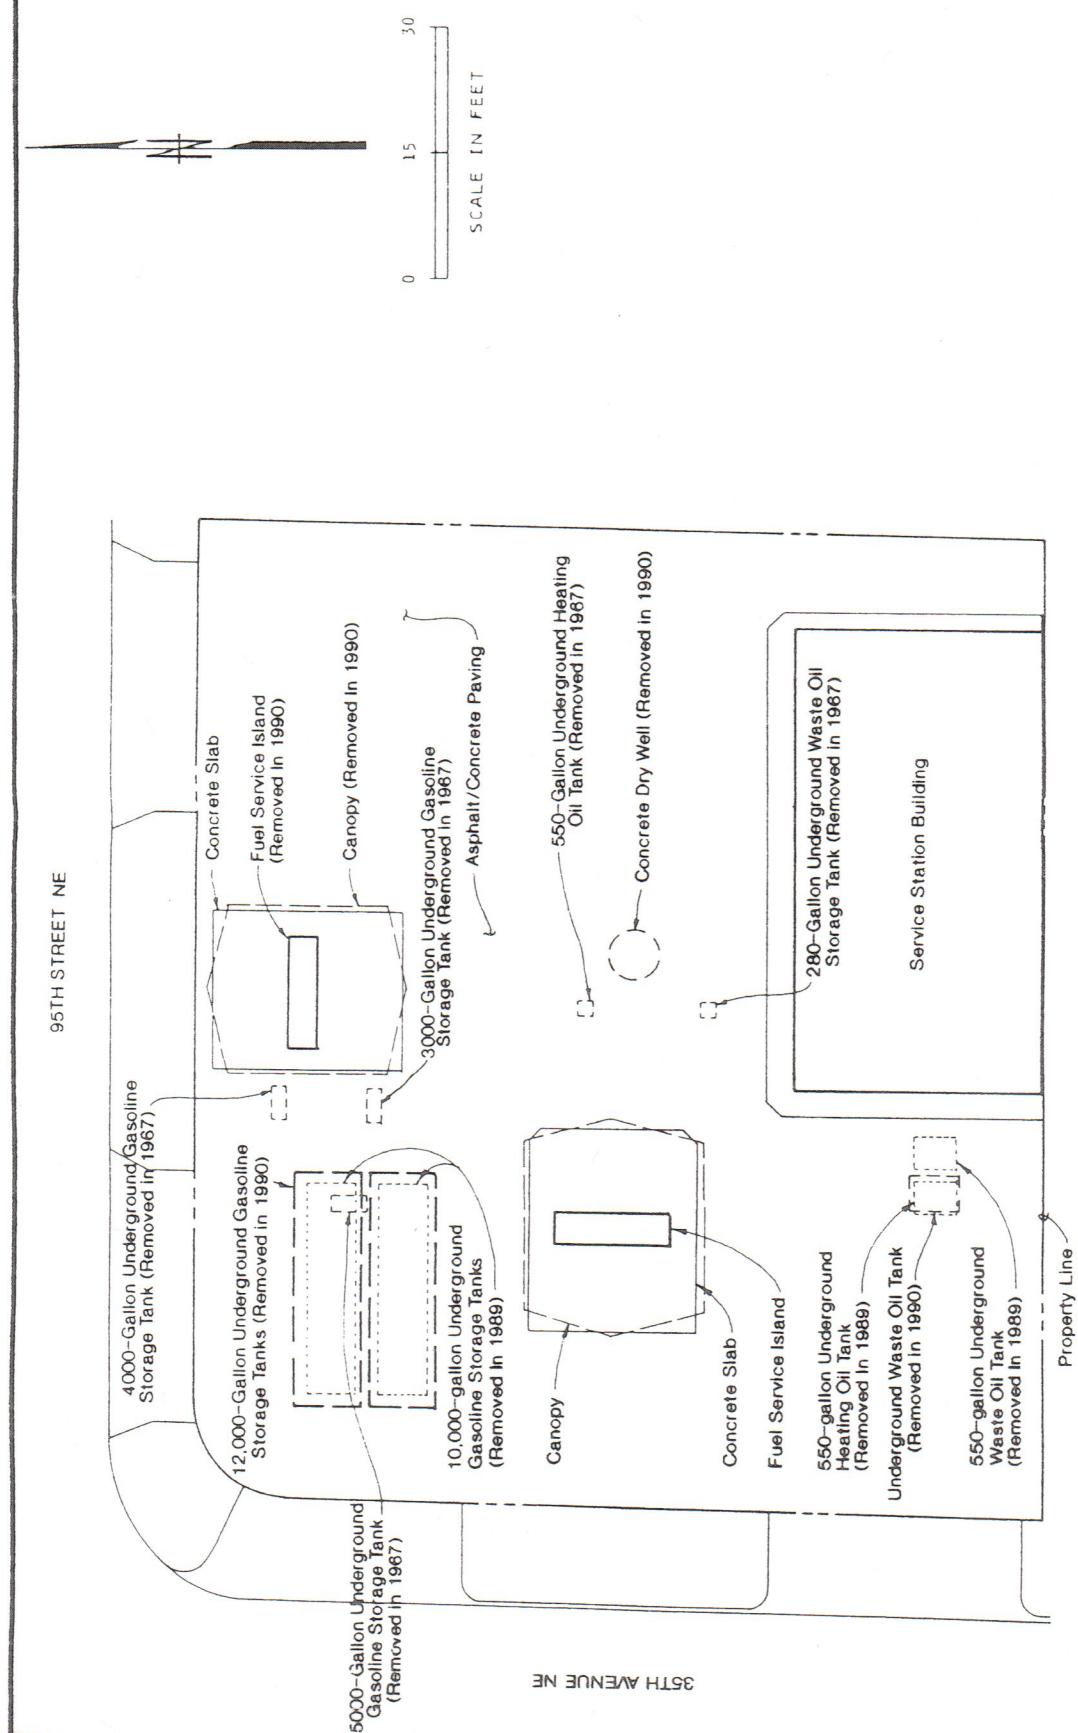 95TH STREET NE
4000-Gallon Underground Gasoline
Storage Tank (Removed in 1967)
12,000-Gallon Underground Gasoline
Storage Tanks (Removed in 1990)
5000-Gallon Underground
Gasoline Storage Tank
(Removed in 1967)
10,000-gallon Underground
Gasoline Storage Tanks
(Removed In 1989)
Concrete Slab
Fuel Service Island
(Removed In 1990)
Canopy (Removed In 1990)
3000-Gallon Underground Gasoline
Storage Tank (Removed in 1967)
Asphalt/Concrete Paving
550-Gallon Underground Heating
Oil Tank (Removed in 1967)
Concrete Dry Well (Removed in 1990)
280-Gallon Underground Waste Oil
Storage Tank (Removed in 1967)
Service Station Building
Canopy
Concrete Slab
Fuel Service Island
550-gallon Underground
Heating Oil Tank
(Removed In 1989)
Underground Waste Oil Tank
(Removed in 1990)
550-gallon Underground
Waste Oil Tank
(Removed In 1989)
Property Line
35TH AVENUE NE
N
0 15 30
SCALE IN FEET